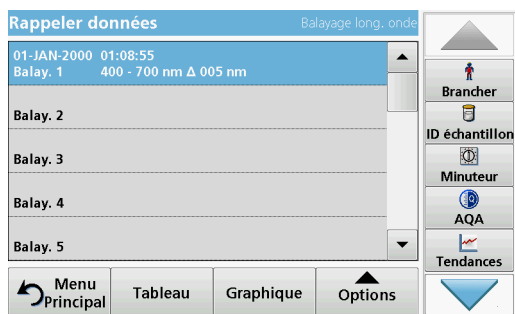 Rappeler données
Balayage long. onde
01-JAN-2000 01:08:55
Balay. 1 400 - 700 nm Δ 005 nm
Balay. 2
Balay. 3
Balay. 4
Balay. 5
Menu Principal
Tableau
Graphique
Options
Brancher
ID échantillon
Minuteur
AQA
Tendances